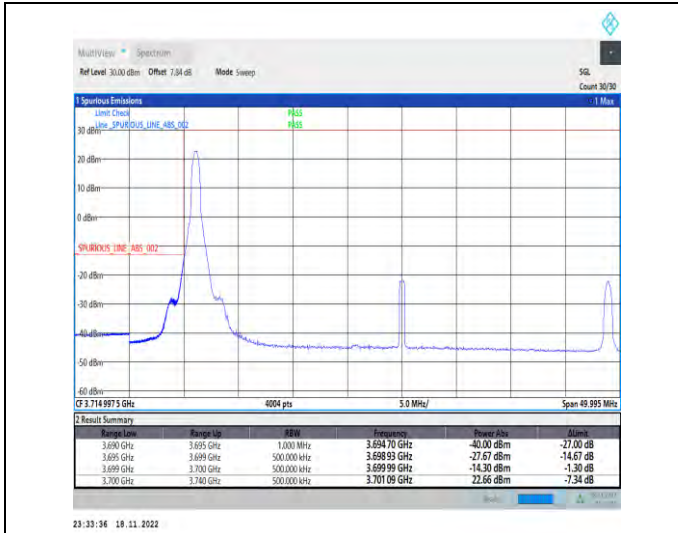 MultiView Spectrum
Ref Level 30.00 dBm Offset 7.84 dB Mode Sweep SGL
Count 30/30
1 Spurious Emissions 1 Max
Limit Check PASS
Line _SPURIOUS_LINE_ABS_002 PASS
30 dBm
20 dBm
10 dBm
0 dBm
_SPURIOUS_LINE_ABS_002
-20 dBm
-30 dBm
-40 dBm
-50 dBm
-60 dBm
CF 3.714 997 5 GHz 4004 pts 5.0 MHz/ Span 49.995 MHz
2 Result Summary
Range Low Range Up RBW Frequency Power Abs ΔLimit
3.690 GHz 3.695 GHz 1.000 MHz 3.694 70 GHz -40.00 dBm -27.00 dB
3.695 GHz 3.699 GHz 500.000 kHz 3.698 93 GHz -27.67 dBm -14.67 dB
3.699 GHz 3.700 GHz 500.000 kHz 3.699 99 GHz -14.30 dBm -1.30 dB
3.700 GHz 3.740 GHz 500.000 kHz 3.701 09 GHz 22.66 dBm -7.34 dB
23:33:36 18.11.2022